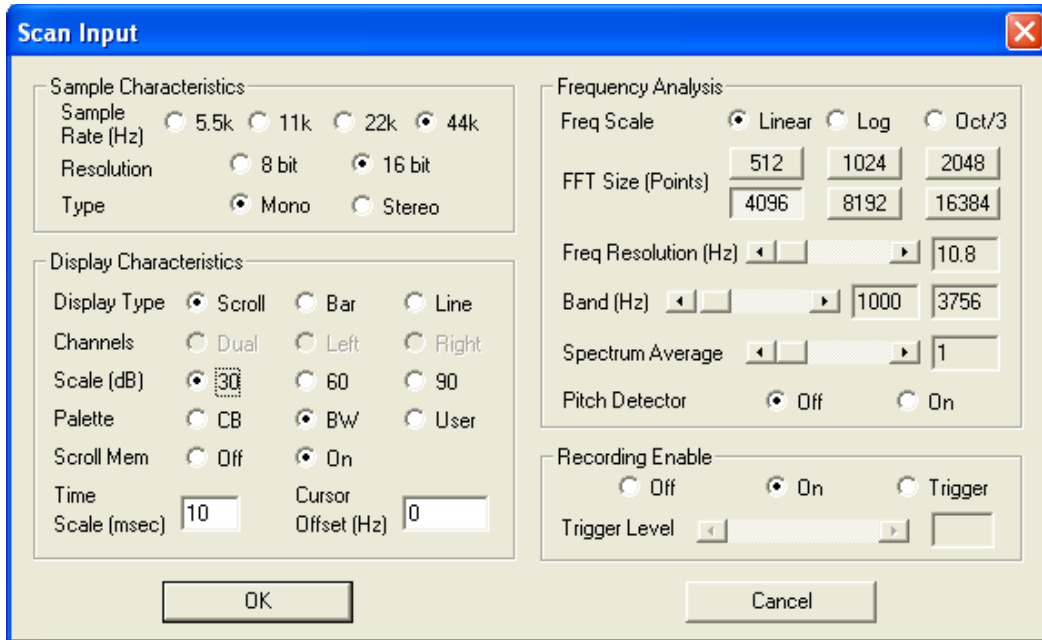 Scan Input
Sample Characteristics
Sample Rate (Hz) 5.5k 11k 22k 44k
Resolution 8 bit 16 bit
Type Mono Stereo
Display Characteristics
Display Type Scroll Bar Line
Channels Dual Left Right
Scale (dB) 30 60 90
Palette CB BW User
Scroll Mem Off On
Time Scale (msec) 10 Cursor Offset (Hz) 0
OK
Frequency Analysis
Freq Scale Linear Log Oct/3
FFT Size (Points) 512 1024 2048
4096 8192 16384
Freq Resolution (Hz) 10.8
Band (Hz) 1000 3756
Spectrum Average 1
Pitch Detector Off On
Recording Enable
Off On Trigger
Trigger Level
Cancel